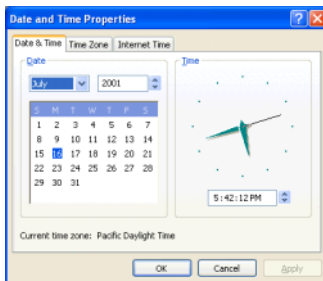 Date and Time Properties
Date & Time Time Zone Internet Time
Date
July 2001
S M T W T F S
1 2 3 4 5 6 7
8 9 10 11 12 13 14
15 16 17 18 19 20 21
22 23 24 25 26 27 28
29 30 31
Time
5:42:12 PM
Current time zone: Pacific Daylight Time
OK Cancel Apply